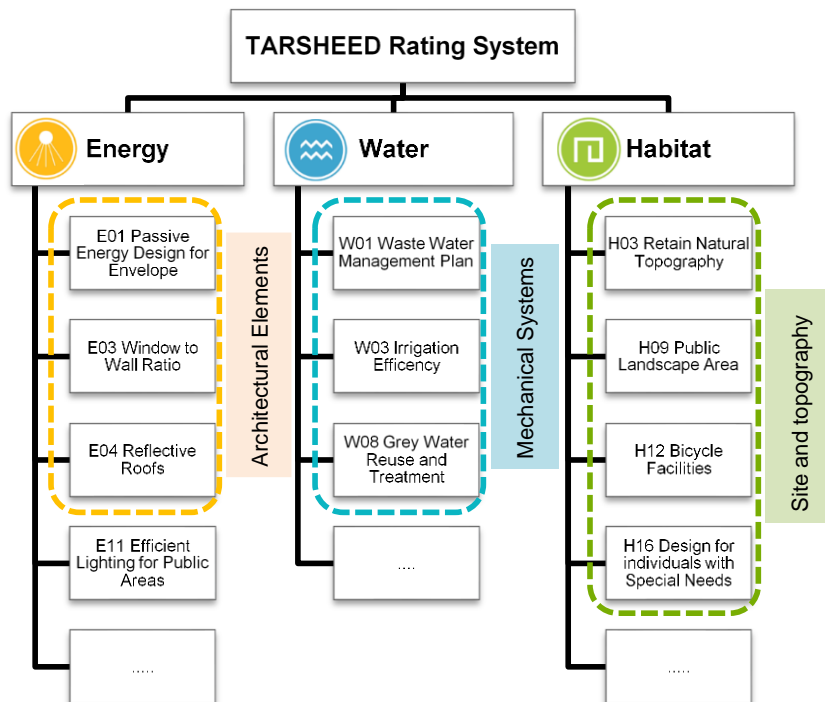 TARSHEED Rating System
Energy
Water
Habitat
E01 Passive
Energy Design for
Envelope
E03 Window to
Wall Ratio
E04 Reflective
Roofs
E11 Efficient
Lighting for Public
Areas
.....
Architectural Elements
W01 Waste Water
Management Plan
W03 Irrigation
Efficency
W08 Grey Water
Reuse and
Treatment
....
Mechanical Systems
H03 Retain Natural
Topography
H09 Public
Landscape Area
H12 Bicycle
Facilities
H16 Design for
individuals with
Special Needs
.....
Site and topography